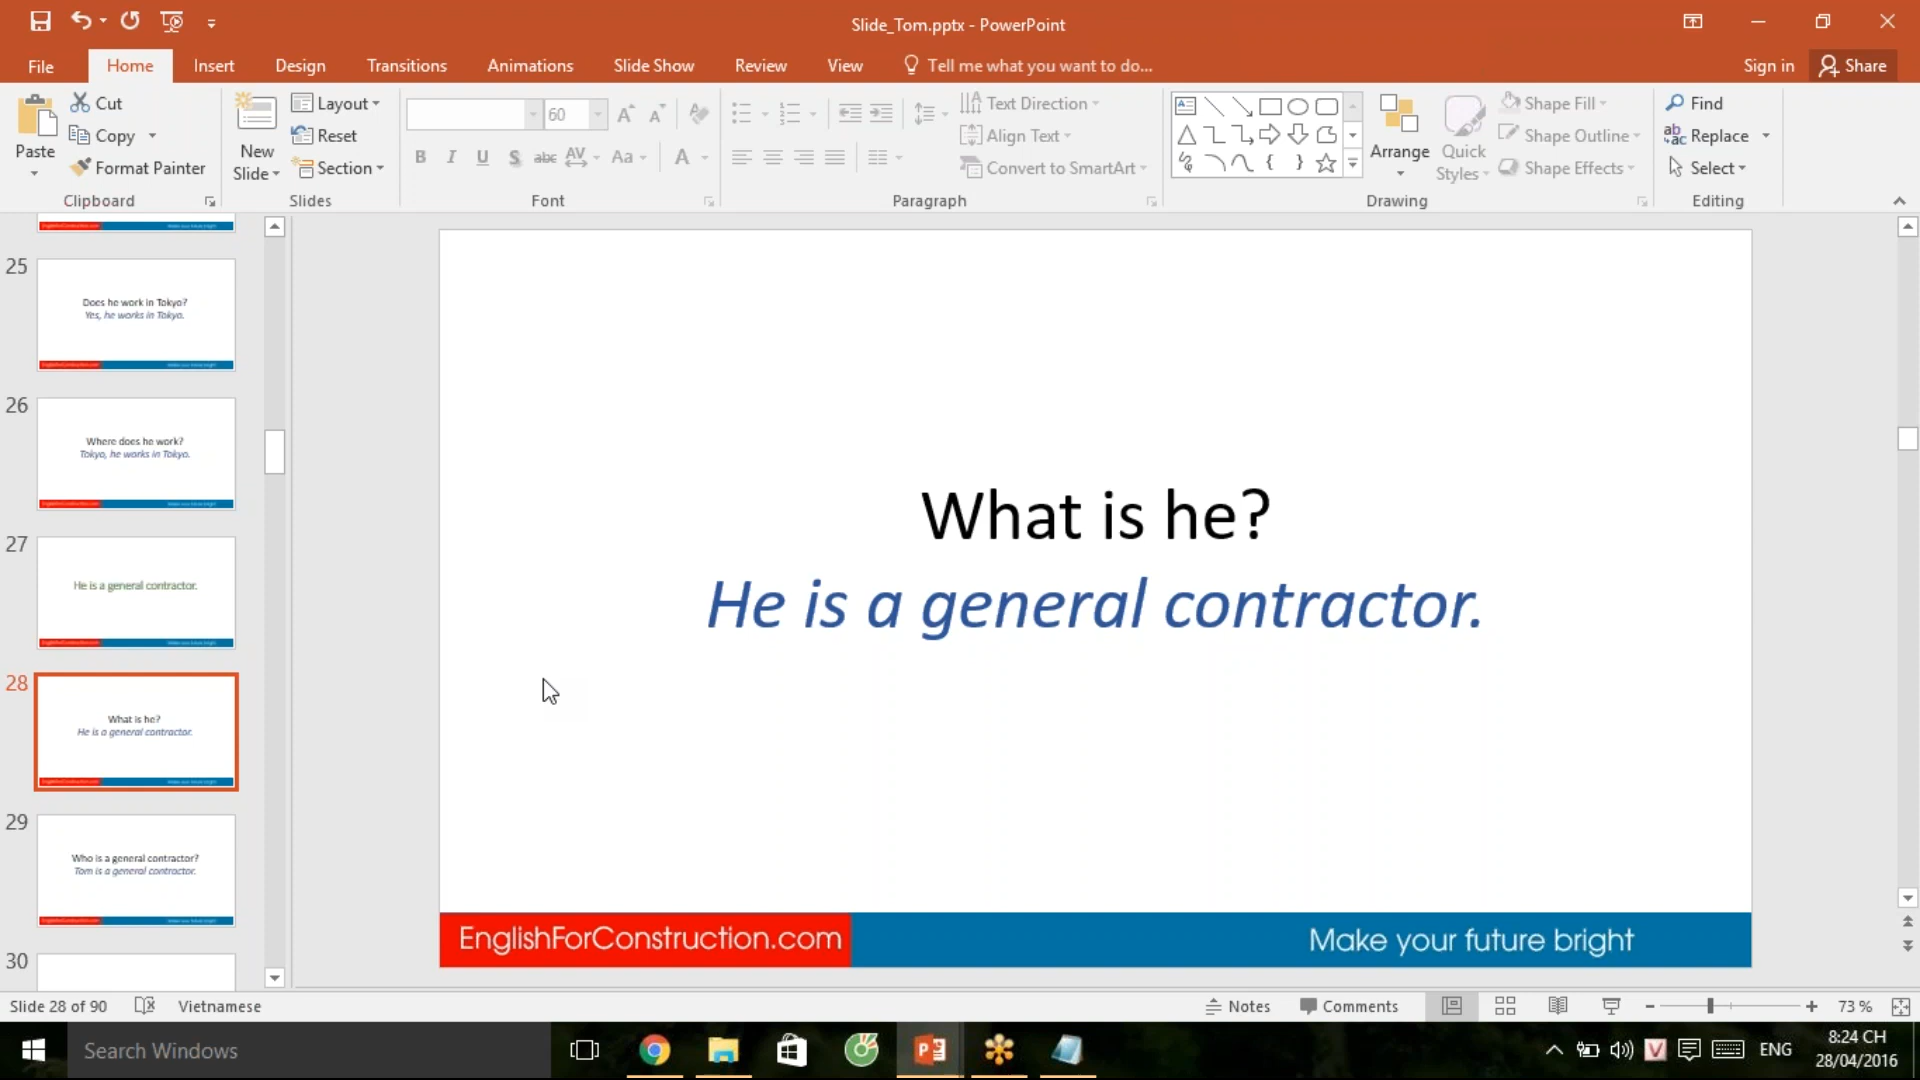 Slide_Tom.pptx - PowerPoint
File Home Insert Design Transitions Animations Slide Show Review View Tell me what you want to do... Sign in Share
Cut
Copy
Format Painter
Paste
Clipboard
New Slide
Layout
Reset
Section
Slides
60
B I U S abc AV Aa A
Font
Text Direction
Align Text
Convert to SmartArt
Paragraph
Arrange
Quick Styles
Shape Fill
Shape Outline
Shape Effects
Drawing
Find
Replace
Select
Editing
25
Does he work in Tokyo?
Yes, he works in Tokyo.
26
Where does he work?
Tokyo, he works in Tokyo.
27
He is a general contractor.
28
What is he?
He is a general contractor.
29
Who is a general contractor?
Tom is a general contractor.
30
What is he?
He is a general contractor.
EnglishForConstruction.com Make your future bright
Slide 28 of 90 Vietnamese Notes Comments 73 %
Search Windows
ENG
8:24 CH
28/04/2016